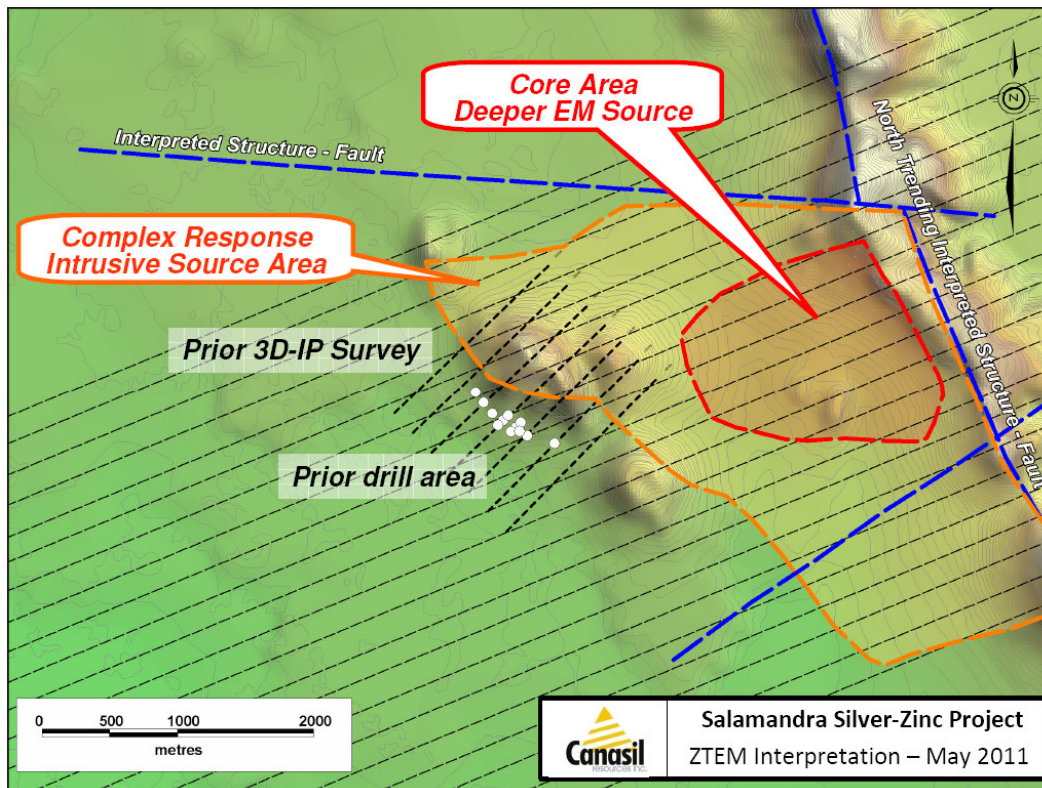 Core Area
Deeper EM Source
Interpreted Structure - Fault
North Trending Interpreted Structure - Fault
N
Complex Response
Intrusive Source Area
Prior 3D-IP Survey
Prior drill area
0 500 1000 2000
metres
Canasil
resources inc.
Salamandra Silver-Zinc Project
ZTEM Interpretation – May 2011